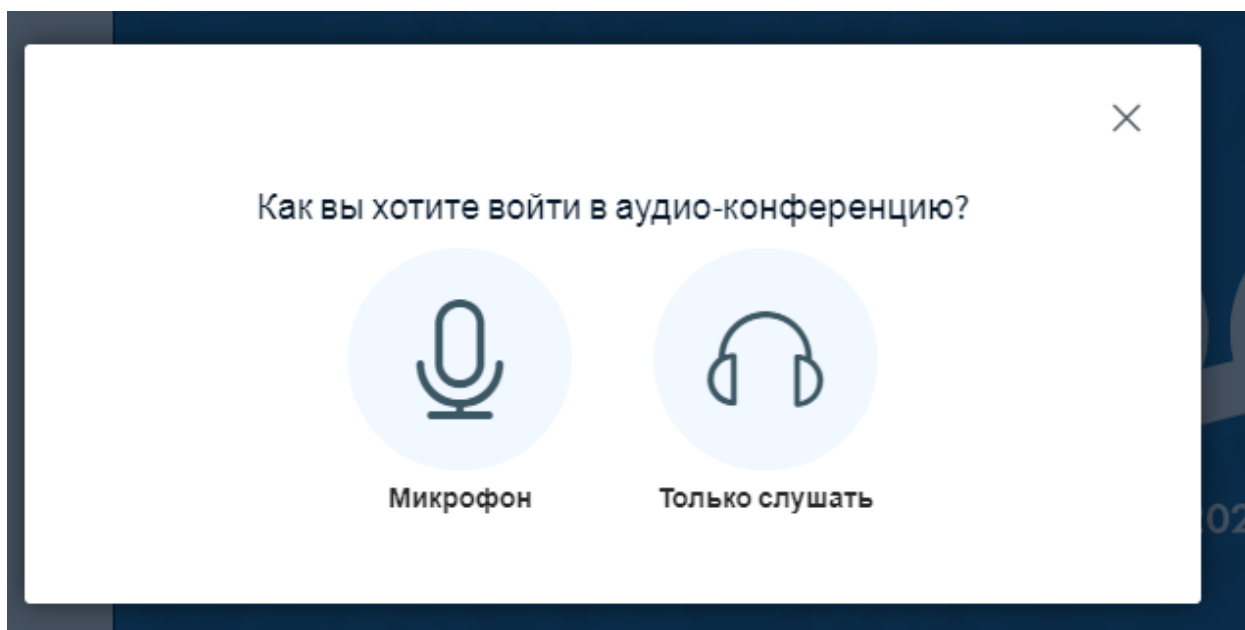 Как вы хотите войти в аудио-конференцию?
Микрофон
Только слушать